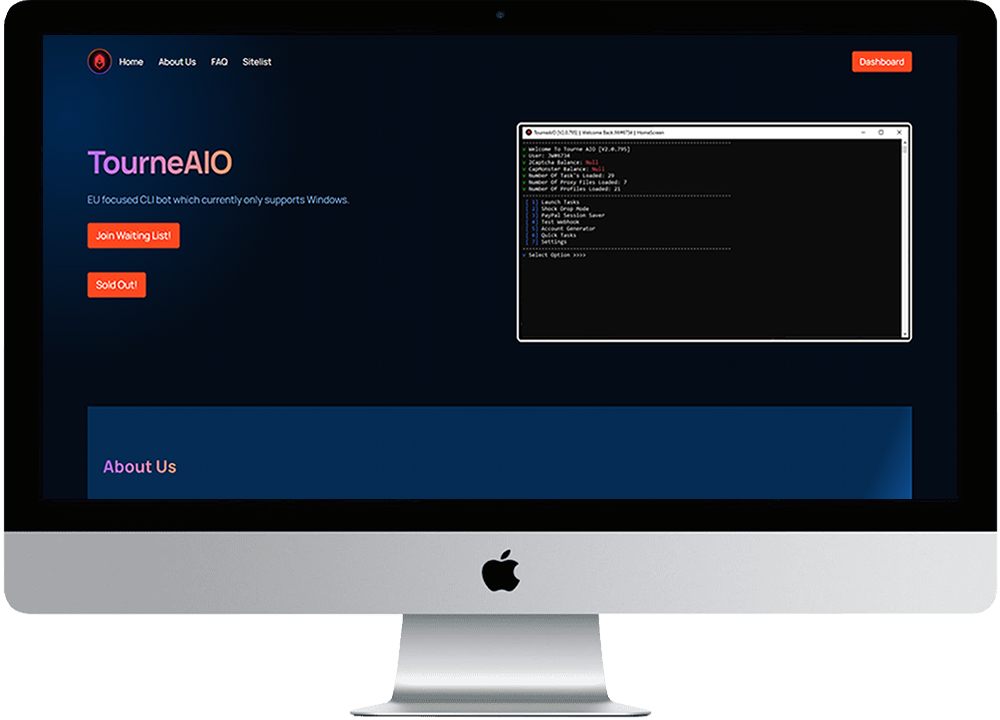 Home About Us FAQ Sitelist
Dashboard
TourneAIO
EU focused CLI bot which currently only supports Windows.
Join Waiting List!
Sold Out!
TourneAIO [V2.0.795] || Welcome Back JW#6734 || HomeScreen
Welcome To Tourne AIO [V2.0.795]
User: JW#6734
2Captcha Balance: Null
CapMonster Balance: Null
Number Of Task's Loaded: 29
Number Of Proxy Files Loaded: 7
Number Of Profiles Loaded: 21
[ 1] Launch Tasks
[ 2] Shock Drop Mode
[ 3] PayPal Session Saver
[ 4] Test Webhook
[ 5] Account Generator
[ 6] Quick Tasks
[ 7] Settings
Select Option >>>>
About Us